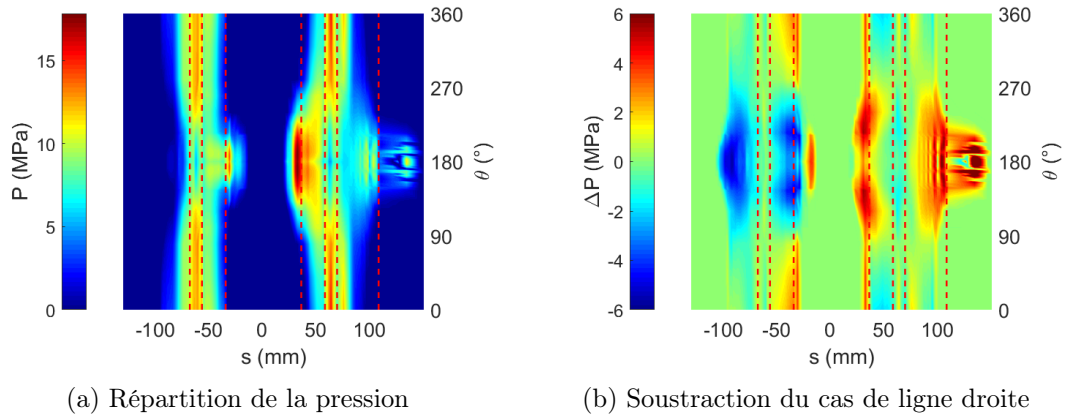 15
10
5
0
P (MPa)
360
270
180
90
0
θ (°)
-100 -50 0 50 100
s (mm)
(a) Répartition de la pression
6
4
2
0
-2
-4
-6
ΔP (MPa)
360
270
180
90
0
θ (°)
-100 -50 0 50 100
s (mm)
(b) Soustraction du cas de ligne droite